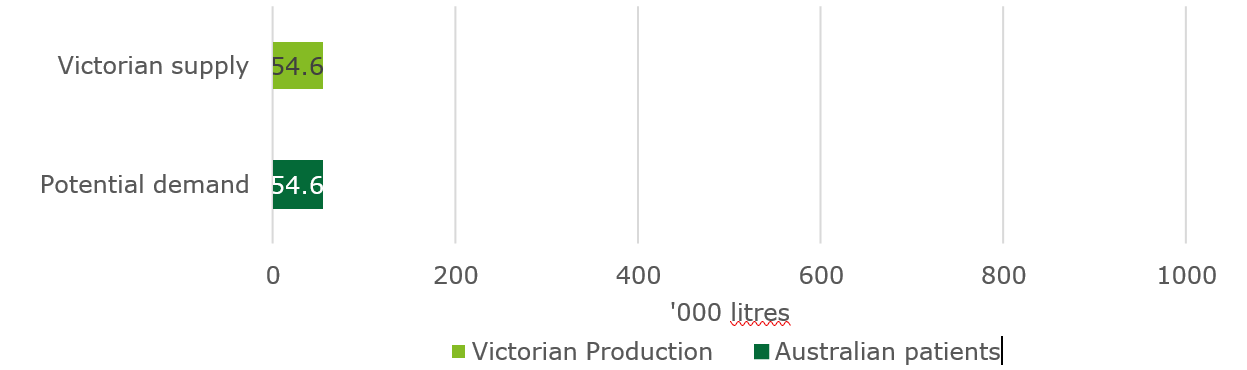 Victorian supply
54.6
Potential demand
54.6
0 200 400 600 800 1000
'000 litres
Victorian Production Australian patients